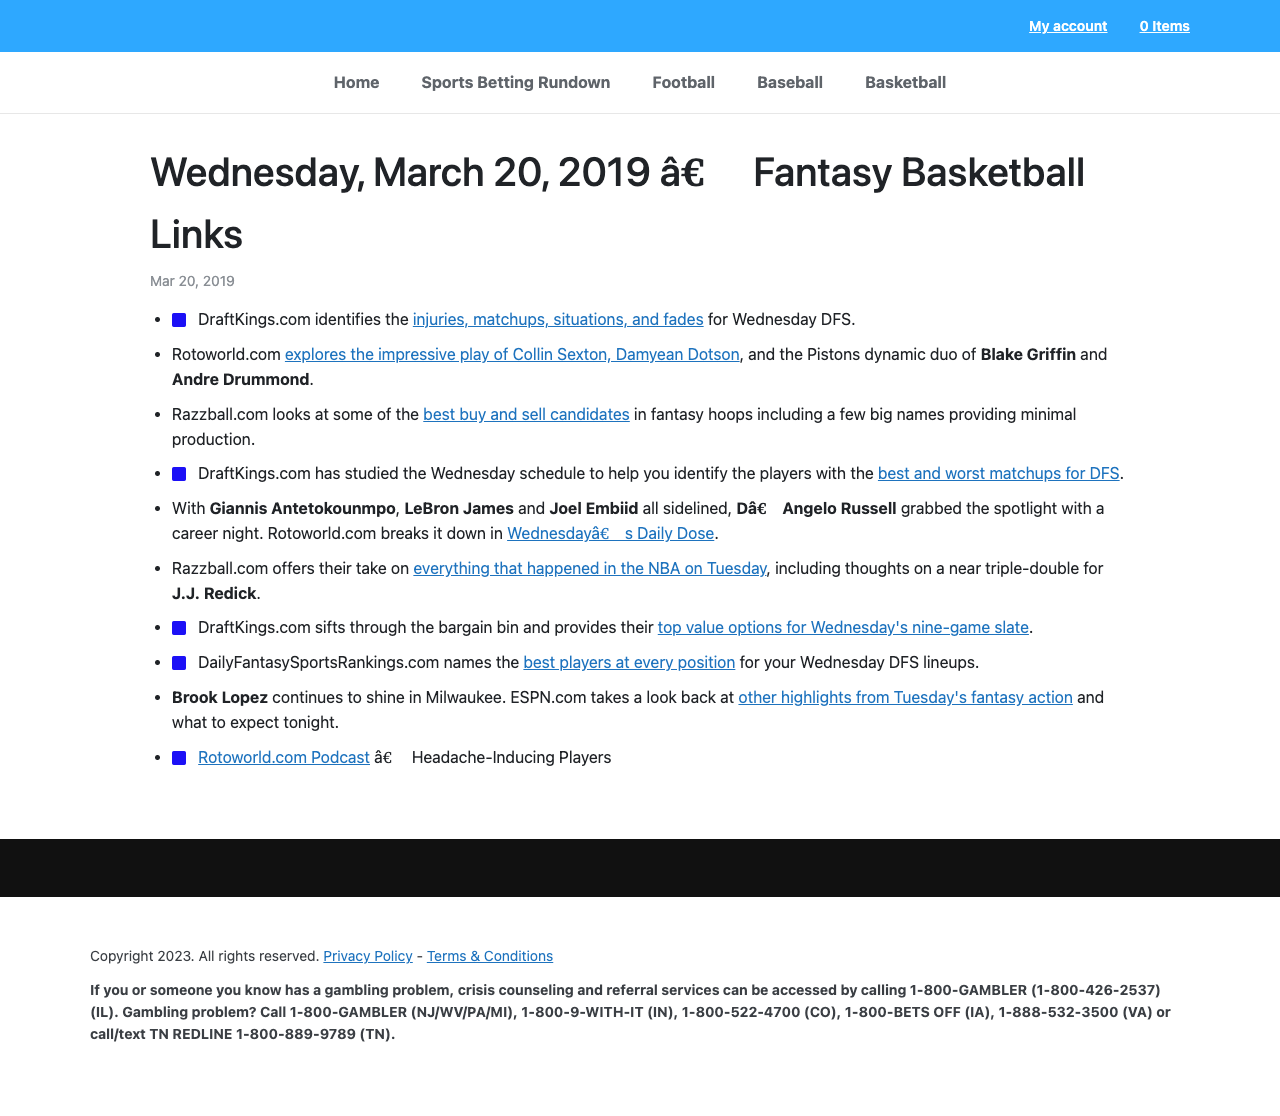 My account 0 Items
Home Sports Betting Rundown Football Baseball Basketball
Wednesday, March 20, 2019 â€ Fantasy Basketball
Links
Mar 20, 2019
• DraftKings.com identifies the injuries, matchups, situations, and fades for Wednesday DFS.
• Rotoworld.com explores the impressive play of Collin Sexton, Damyean Dotson, and the Pistons dynamic duo of Blake Griffin and
Andre Drummond.
• Razzball.com looks at some of the best buy and sell candidates in fantasy hoops including a few big names providing minimal
production.
• DraftKings.com has studied the Wednesday schedule to help you identify the players with the best and worst matchups for DFS.
• With Giannis Antetokounmpo, LeBron James and Joel Embiid all sidelined, Dâ€ Angelo Russell grabbed the spotlight with a
career night. Rotoworld.com breaks it down in Wednesdayâ€ s Daily Dose.
• Razzball.com offers their take on everything that happened in the NBA on Tuesday, including thoughts on a near triple-double for
J.J. Redick.
• DraftKings.com sifts through the bargain bin and provides their top value options for Wednesday's nine-game slate.
• DailyFantasySportsRankings.com names the best players at every position for your Wednesday DFS lineups.
• Brook Lopez continues to shine in Milwaukee. ESPN.com takes a look back at other highlights from Tuesday's fantasy action and
what to expect tonight.
• Rotoworld.com Podcast â€ Headache-Inducing Players
Copyright 2023. All rights reserved. Privacy Policy - Terms & Conditions
If you or someone you know has a gambling problem, crisis counseling and referral services can be accessed by calling 1-800-GAMBLER (1-800-426-2537)
(IL). Gambling problem? Call 1-800-GAMBLER (NJ/WV/PA/MI), 1-800-9-WITH-IT (IN), 1-800-522-4700 (CO), 1-800-BETS OFF (IA), 1-888-532-3500 (VA) or
call/text TN REDLINE 1-800-889-9789 (TN).